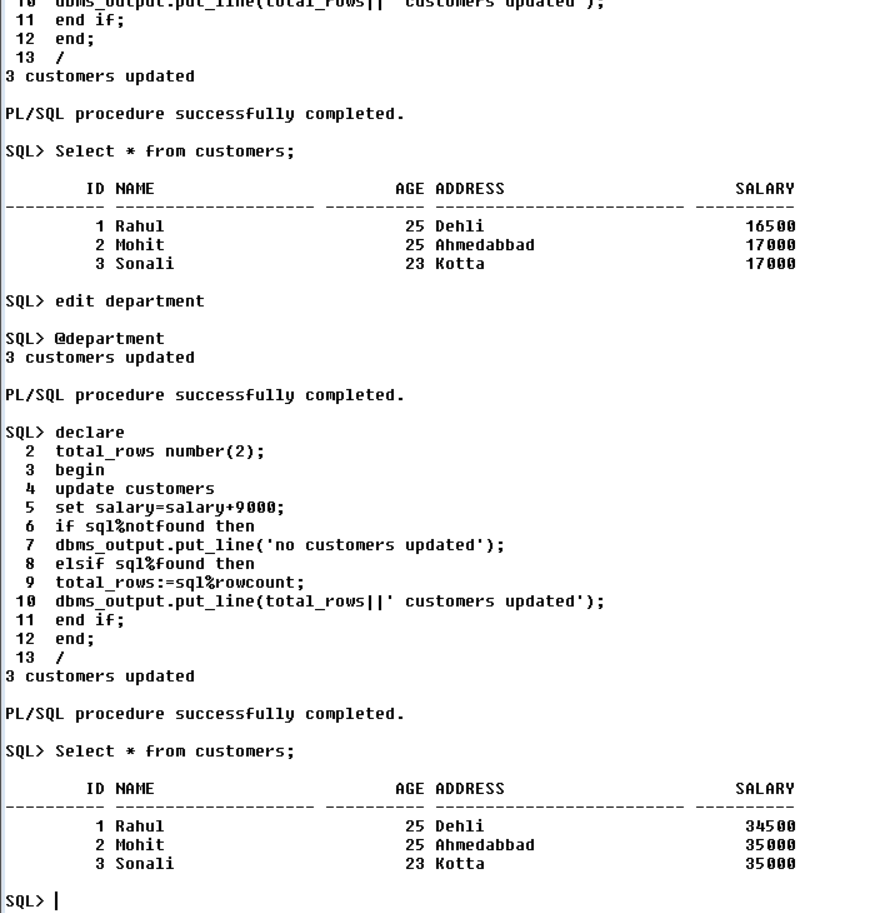 10  dbms_output.put_line(total_rows||' customers updated');
11  end if;
12  end;
13  /
3 customers updated
PL/SQL procedure successfully completed.
SQL> Select * from customers;
ID NAME AGE ADDRESS SALARY
---------- -------------------- ---------- ------------------------- ----------
1 Rahul 25 Dehli 16500
2 Mohit 25 Ahmedabbad 17000
3 Sonali 23 Kotta 17000
SQL> edit department
SQL> @department
3 customers updated
PL/SQL procedure successfully completed.
SQL> declare
2  total_rows number(2);
3  begin
4  update customers
5  set salary=salary+9000;
6  if sql%notfound then
7  dbms_output.put_line('no customers updated');
8  elsif sql%found then
9  total_rows:=sql%rowcount;
10  dbms_output.put_line(total_rows||' customers updated');
11  end if;
12  end;
13  /
3 customers updated
PL/SQL procedure successfully completed.
SQL> Select * from customers;
ID NAME AGE ADDRESS SALARY
---------- -------------------- ---------- ------------------------- ----------
1 Rahul 25 Dehli 34500
2 Mohit 25 Ahmedabbad 35000
3 Sonali 23 Kotta 35000
SQL>